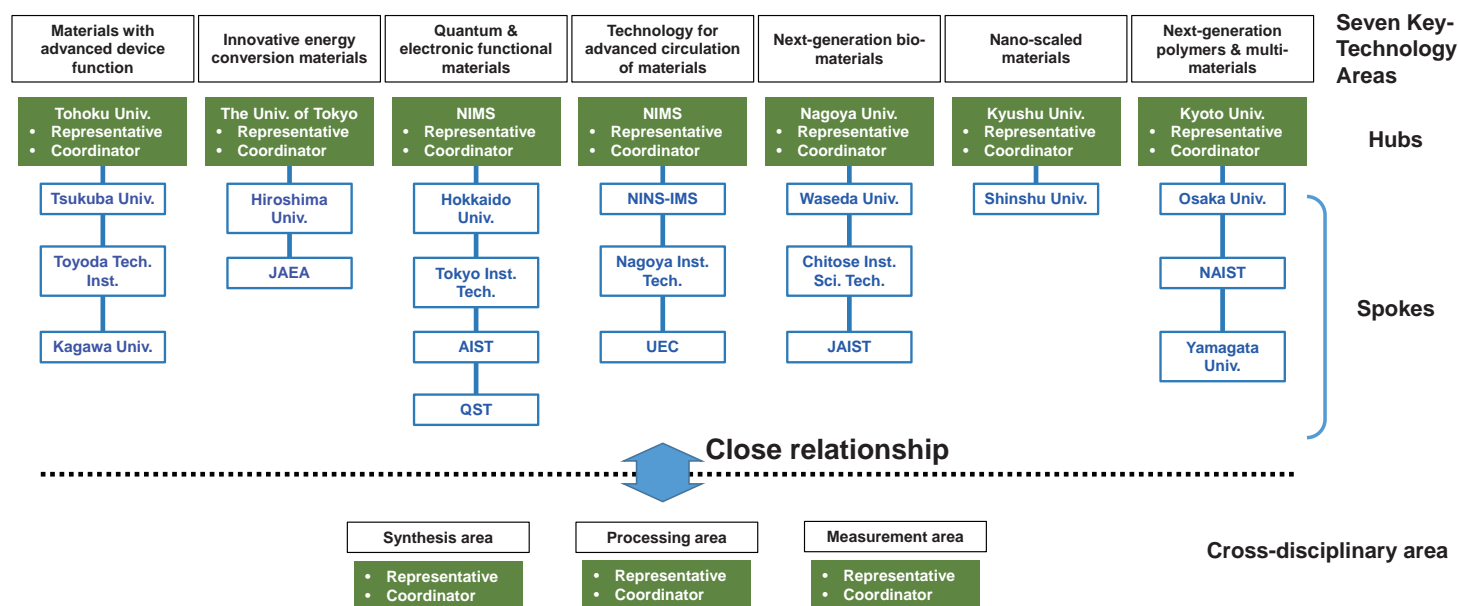 Materials with
advanced device
function
Innovative energy
conversion materials
Quantum &
electronic functional
materials
Technology for
advanced circulation
of materials
Next-generation bio-
materials
Nano-scaled
materials
Next-generation
polymers & multi-
materials
Seven Key-
Technology
Areas
Tohoku Univ.
• Representative
• Coordinator
The Univ. of Tokyo
• Representative
• Coordinator
NIMS
• Representative
• Coordinator
NIMS
• Representative
• Coordinator
Nagoya Univ.
• Representative
• Coordinator
Kyushu Univ.
• Representative
• Coordinator
Kyoto Univ.
• Representative
• Coordinator
Hubs
Tsukuba Univ.
Toyoda Tech.
Inst.
Kagawa Univ.
Hiroshima
Univ.
JAEA
Hokkaido
Univ.
Tokyo Inst.
Tech.
AIST
QST
NINS-IMS
Nagoya Inst.
Tech.
UEC
Waseda Univ.
Chitose Inst.
Sci. Tech.
JAIST
Shinshu Univ.
Osaka Univ.
NAIST
Yamagata
Univ.
Spokes
Close relationship
Synthesis area
• Representative
• Coordinator
Processing area
• Representative
• Coordinator
Measurement area
• Representative
• Coordinator
Cross-disciplinary area